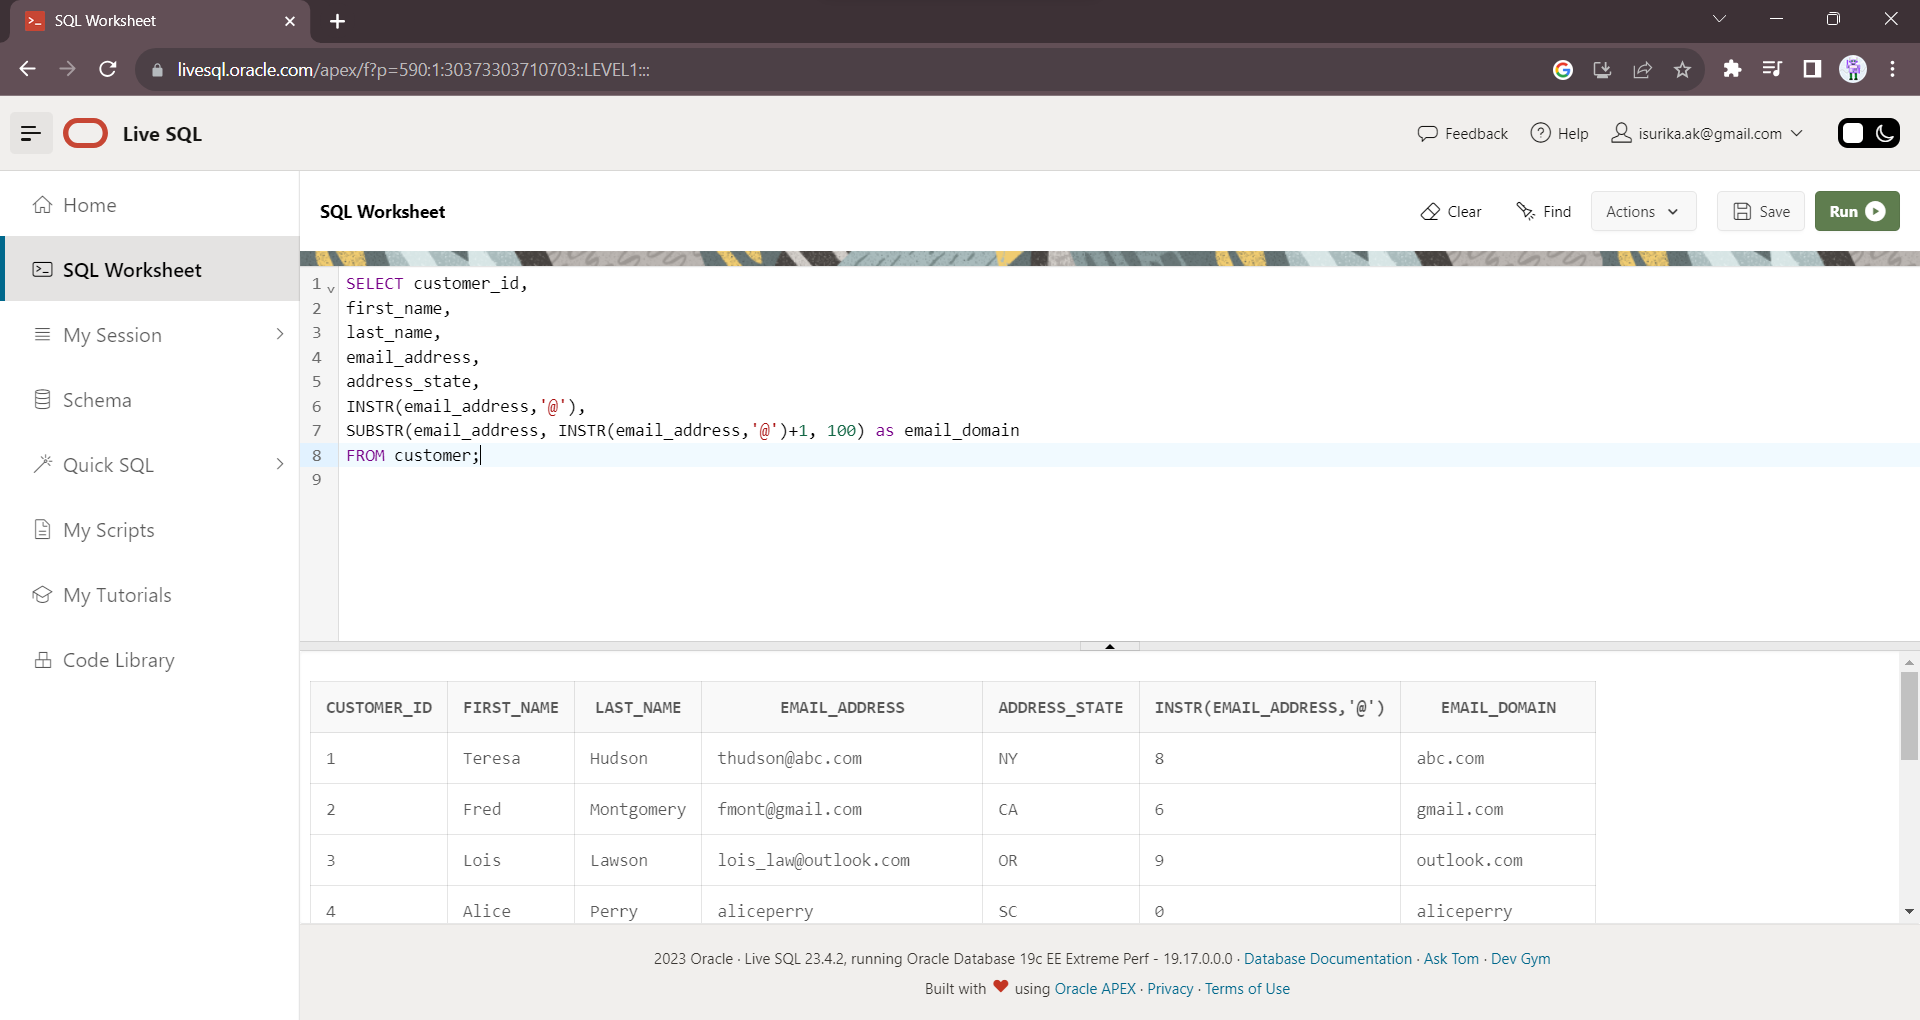 SQL Worksheet
livesql.oracle.com/apex/f?p=590:1:30373303710703::LEVEL1:::
Live SQL
Feedback
Help
isurika.ak@gmail.com
Home
SQL Worksheet
My Session
Schema
Quick SQL
My Scripts
My Tutorials
Code Library
SQL Worksheet
Clear
Find
Actions
Save
Run
1 SELECT customer_id,
2 first_name,
3 last_name,
4 email_address,
5 address_state,
6 INSTR(email_address,'@'),
7 SUBSTR(email_address, INSTR(email_address,'@')+1, 100) as email_domain
8 FROM customer;
9
CUSTOMER_ID FIRST_NAME LAST_NAME EMAIL_ADDRESS ADDRESS_STATE INSTR(EMAIL_ADDRESS,'@') EMAIL_DOMAIN
1 Teresa Hudson thudson@abc.com NY 8 abc.com
2 Fred Montgomery fmont@gmail.com CA 6 gmail.com
3 Lois Lawson lois_law@outlook.com OR 9 outlook.com
4 Alice Perry aliceperry SC 0 aliceperry
2023 Oracle · Live SQL 23.4.2, running Oracle Database 19c EE Extreme Perf - 19.17.0.0.0 · Database Documentation · Ask Tom · Dev Gym
Built with ❤ using Oracle APEX · Privacy · Terms of Use